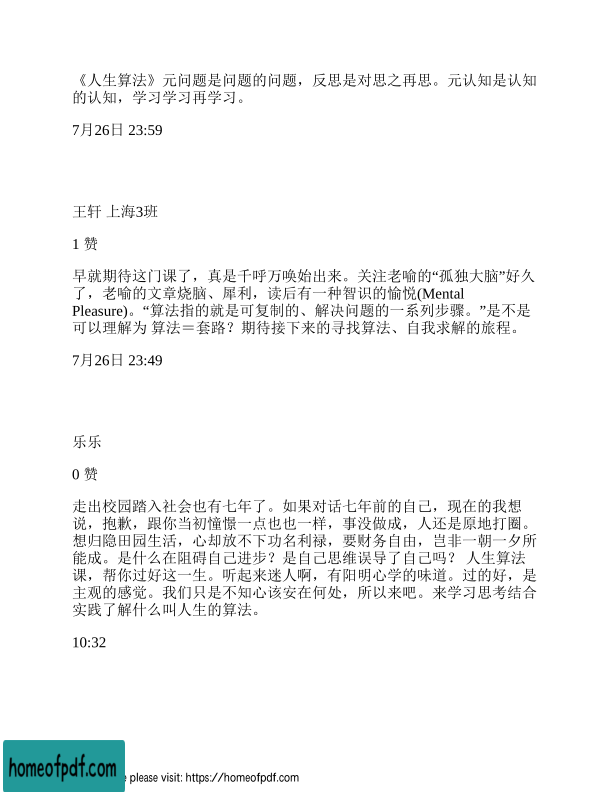 《人生算法》元问题是问题的问题，反思是对思之再思。元认知是认知
的认知，学习学习再学习。
7月26日 23:59
王轩 上海3班
1 赞
早就期待这门课了，真是千呼万唤始出来。关注老喻的“孤独大脑”好久
了，老喻的文章烧脑、犀利，读后有一种智识的愉悦(Mental
Pleasure)。“算法指的就是可复制的、解决问题的一系列步骤。”是不是
可以理解为 算法＝套路？期待接下来的寻找算法、自我求解的旅程。
7月26日 23:49
乐乐
0 赞
走出校园踏入社会也有七年了。如果对话七年前的自己，现在的我想
说，抱歉，跟你当初憧憬一点也也一样，事没做成，人还是原地打圈。
想归隐田园生活，心却放不下功名利禄，要财务自由，岂非一朝一夕所
能成。是什么在阻碍自己进步？是自己思维误导了自己吗？ 人生算法
课，帮你过好这一生。听起来迷人啊，有阳明心学的味道。过的好，是
主观的感觉。我们只是不知心该安在何处，所以来吧。来学习思考结合
实践了解什么叫人生的算法。
10:32
homeofpdf.com
e please visit: https://homeofpdf.com